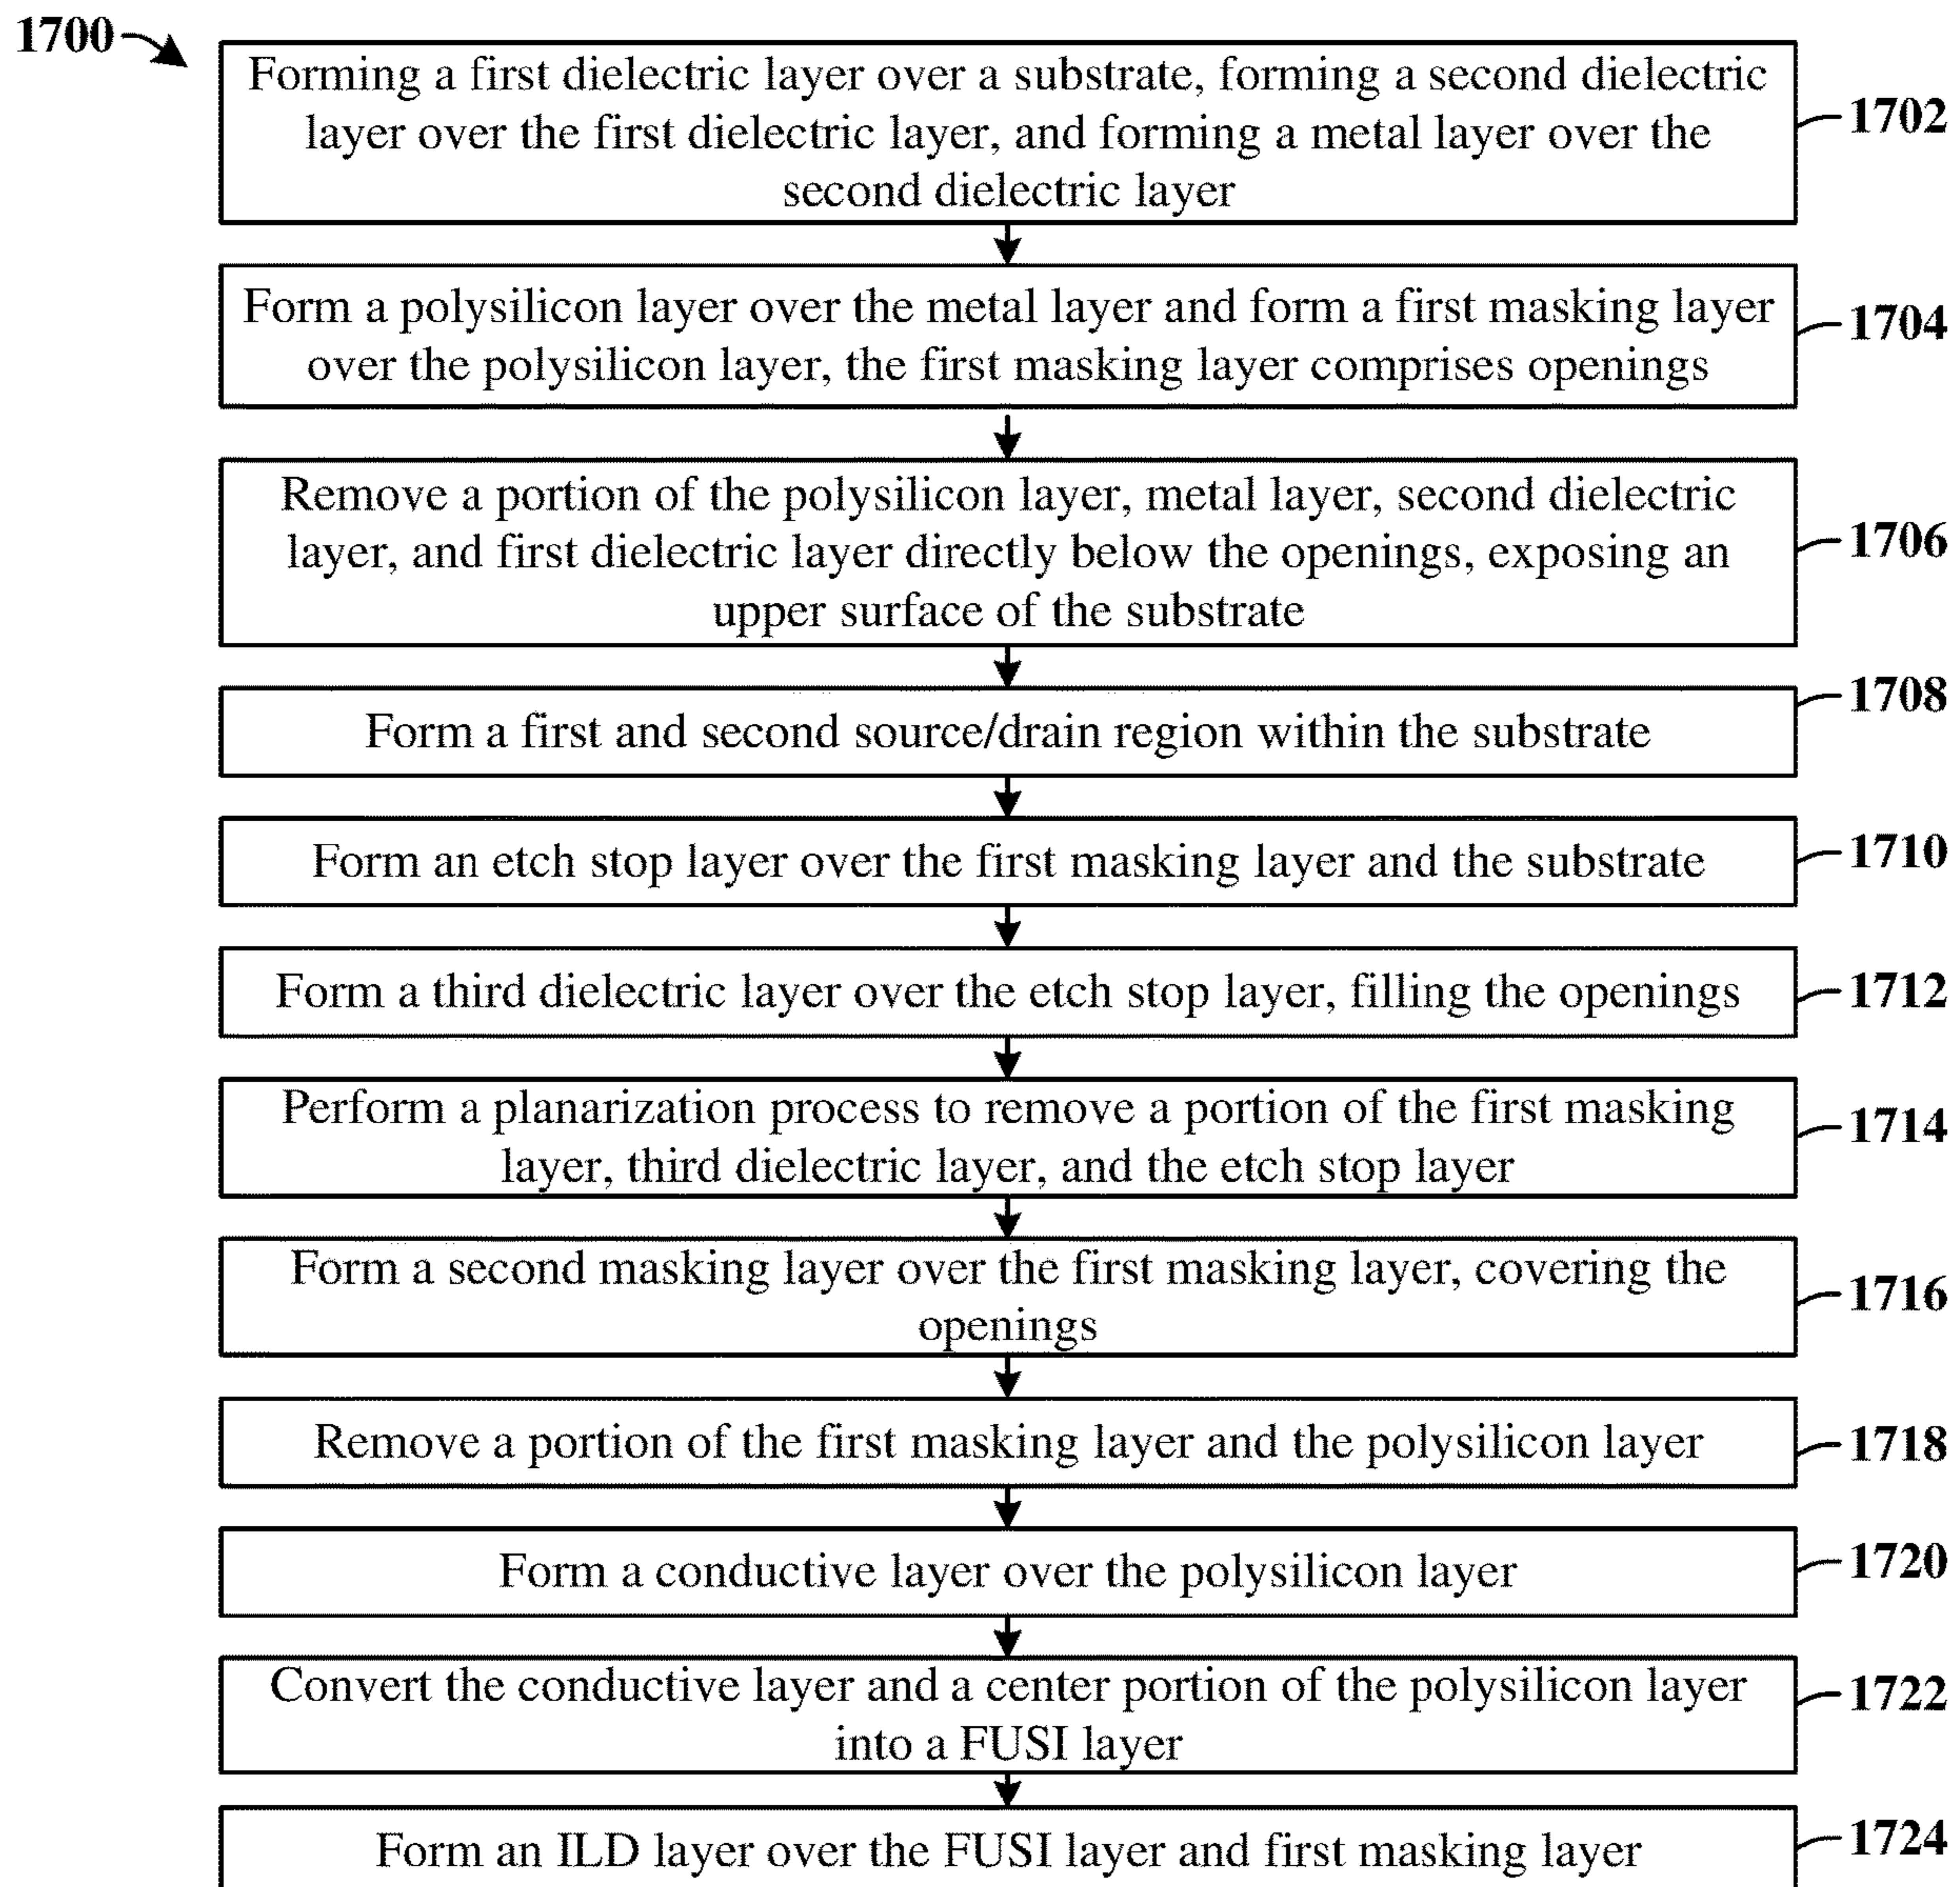 1700
Forming a first dielectric layer over a substrate, forming a second dielectric
layer over the first dielectric layer, and forming a metal layer over the
second dielectric layer
1702
Form a polysilicon layer over the metal layer and form a first masking layer
over the polysilicon layer, the first masking layer comprises openings
1704
Remove a portion of the polysilicon layer, metal layer, second dielectric
layer, and first dielectric layer directly below the openings, exposing an
upper surface of the substrate
1706
Form a first and second source/drain region within the substrate
1708
Form an etch stop layer over the first masking layer and the substrate
1710
Form a third dielectric layer over the etch stop layer, filling the openings
1712
Perform a planarization process to remove a portion of the first masking
layer, third dielectric layer, and the etch stop layer
1714
Form a second masking layer over the first masking layer, covering the
openings
1716
Remove a portion of the first masking layer and the polysilicon layer
1718
Form a conductive layer over the polysilicon layer
1720
Convert the conductive layer and a center portion of the polysilicon layer
into a FUSI layer
1722
Form an ILD layer over the FUSI layer and first masking layer
1724